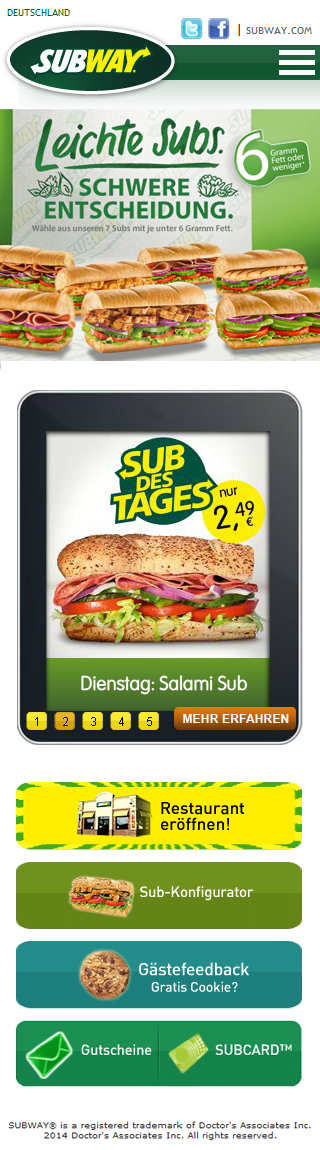 DEUTSCHLAND
SUBWAY.COM
SUBWAY
Leichte Subs.
SCHWERE
ENTSCHEIDUNG.
Wähle aus unseren 7 Subs mit je unter 6 Gramm Fett.
6 Gramm
Fett oder
weniger*
SUB
DES
TAGES
nur
2,49
€
Dienstag: Salami Sub
1 2 3 4 5
MEHR ERFAHREN
Restaurant
eröffnen!
Sub-Konfigurator
Gästefeedback
Gratis Cookie?
Gutscheine
SUBCARD™
SUBWAY® is a registered trademark of Doctor's Associates Inc.
2014 Doctor's Associates Inc. All rights reserved.